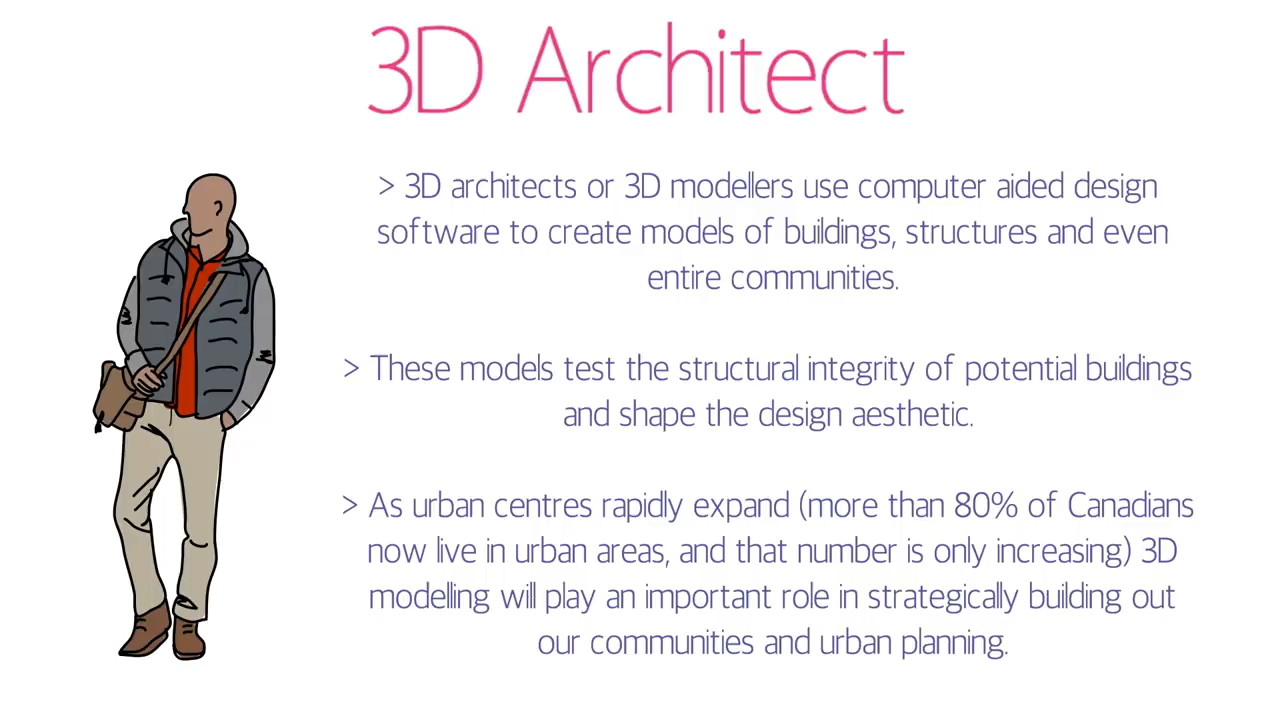 3D Architect
> 3D architects or 3D modellers use computer aided design
software to create models of buildings, structures and even
entire communities.
> These models test the structural integrity of potential buildings
and shape the design aesthetic.
> As urban centres rapidly expand (more than 80% of Canadians
now live in urban areas, and that number is only increasing) 3D
modelling will play an important role in strategically building out
our communities and urban planning.